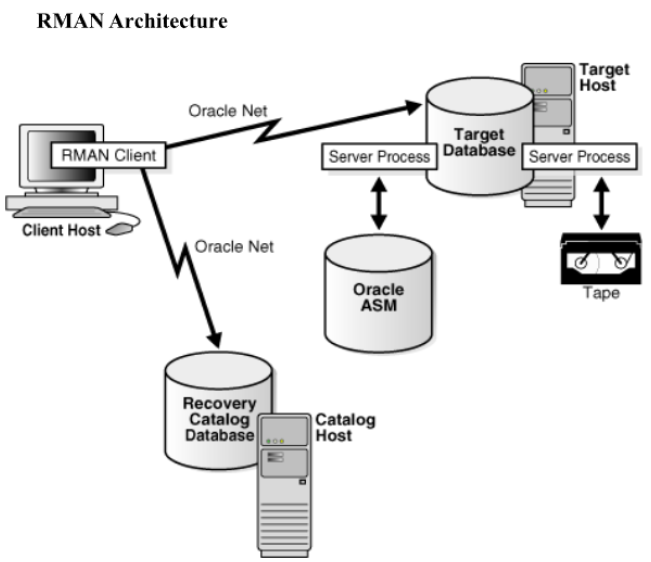 RMAN Architecture
Target
Host
Oracle Net
Target
Database
RMAN Client
Server Process
Server Process
Client Host
Oracle Net
Oracle
ASM
Tape
Recovery
Catalog
Database
Catalog
Host